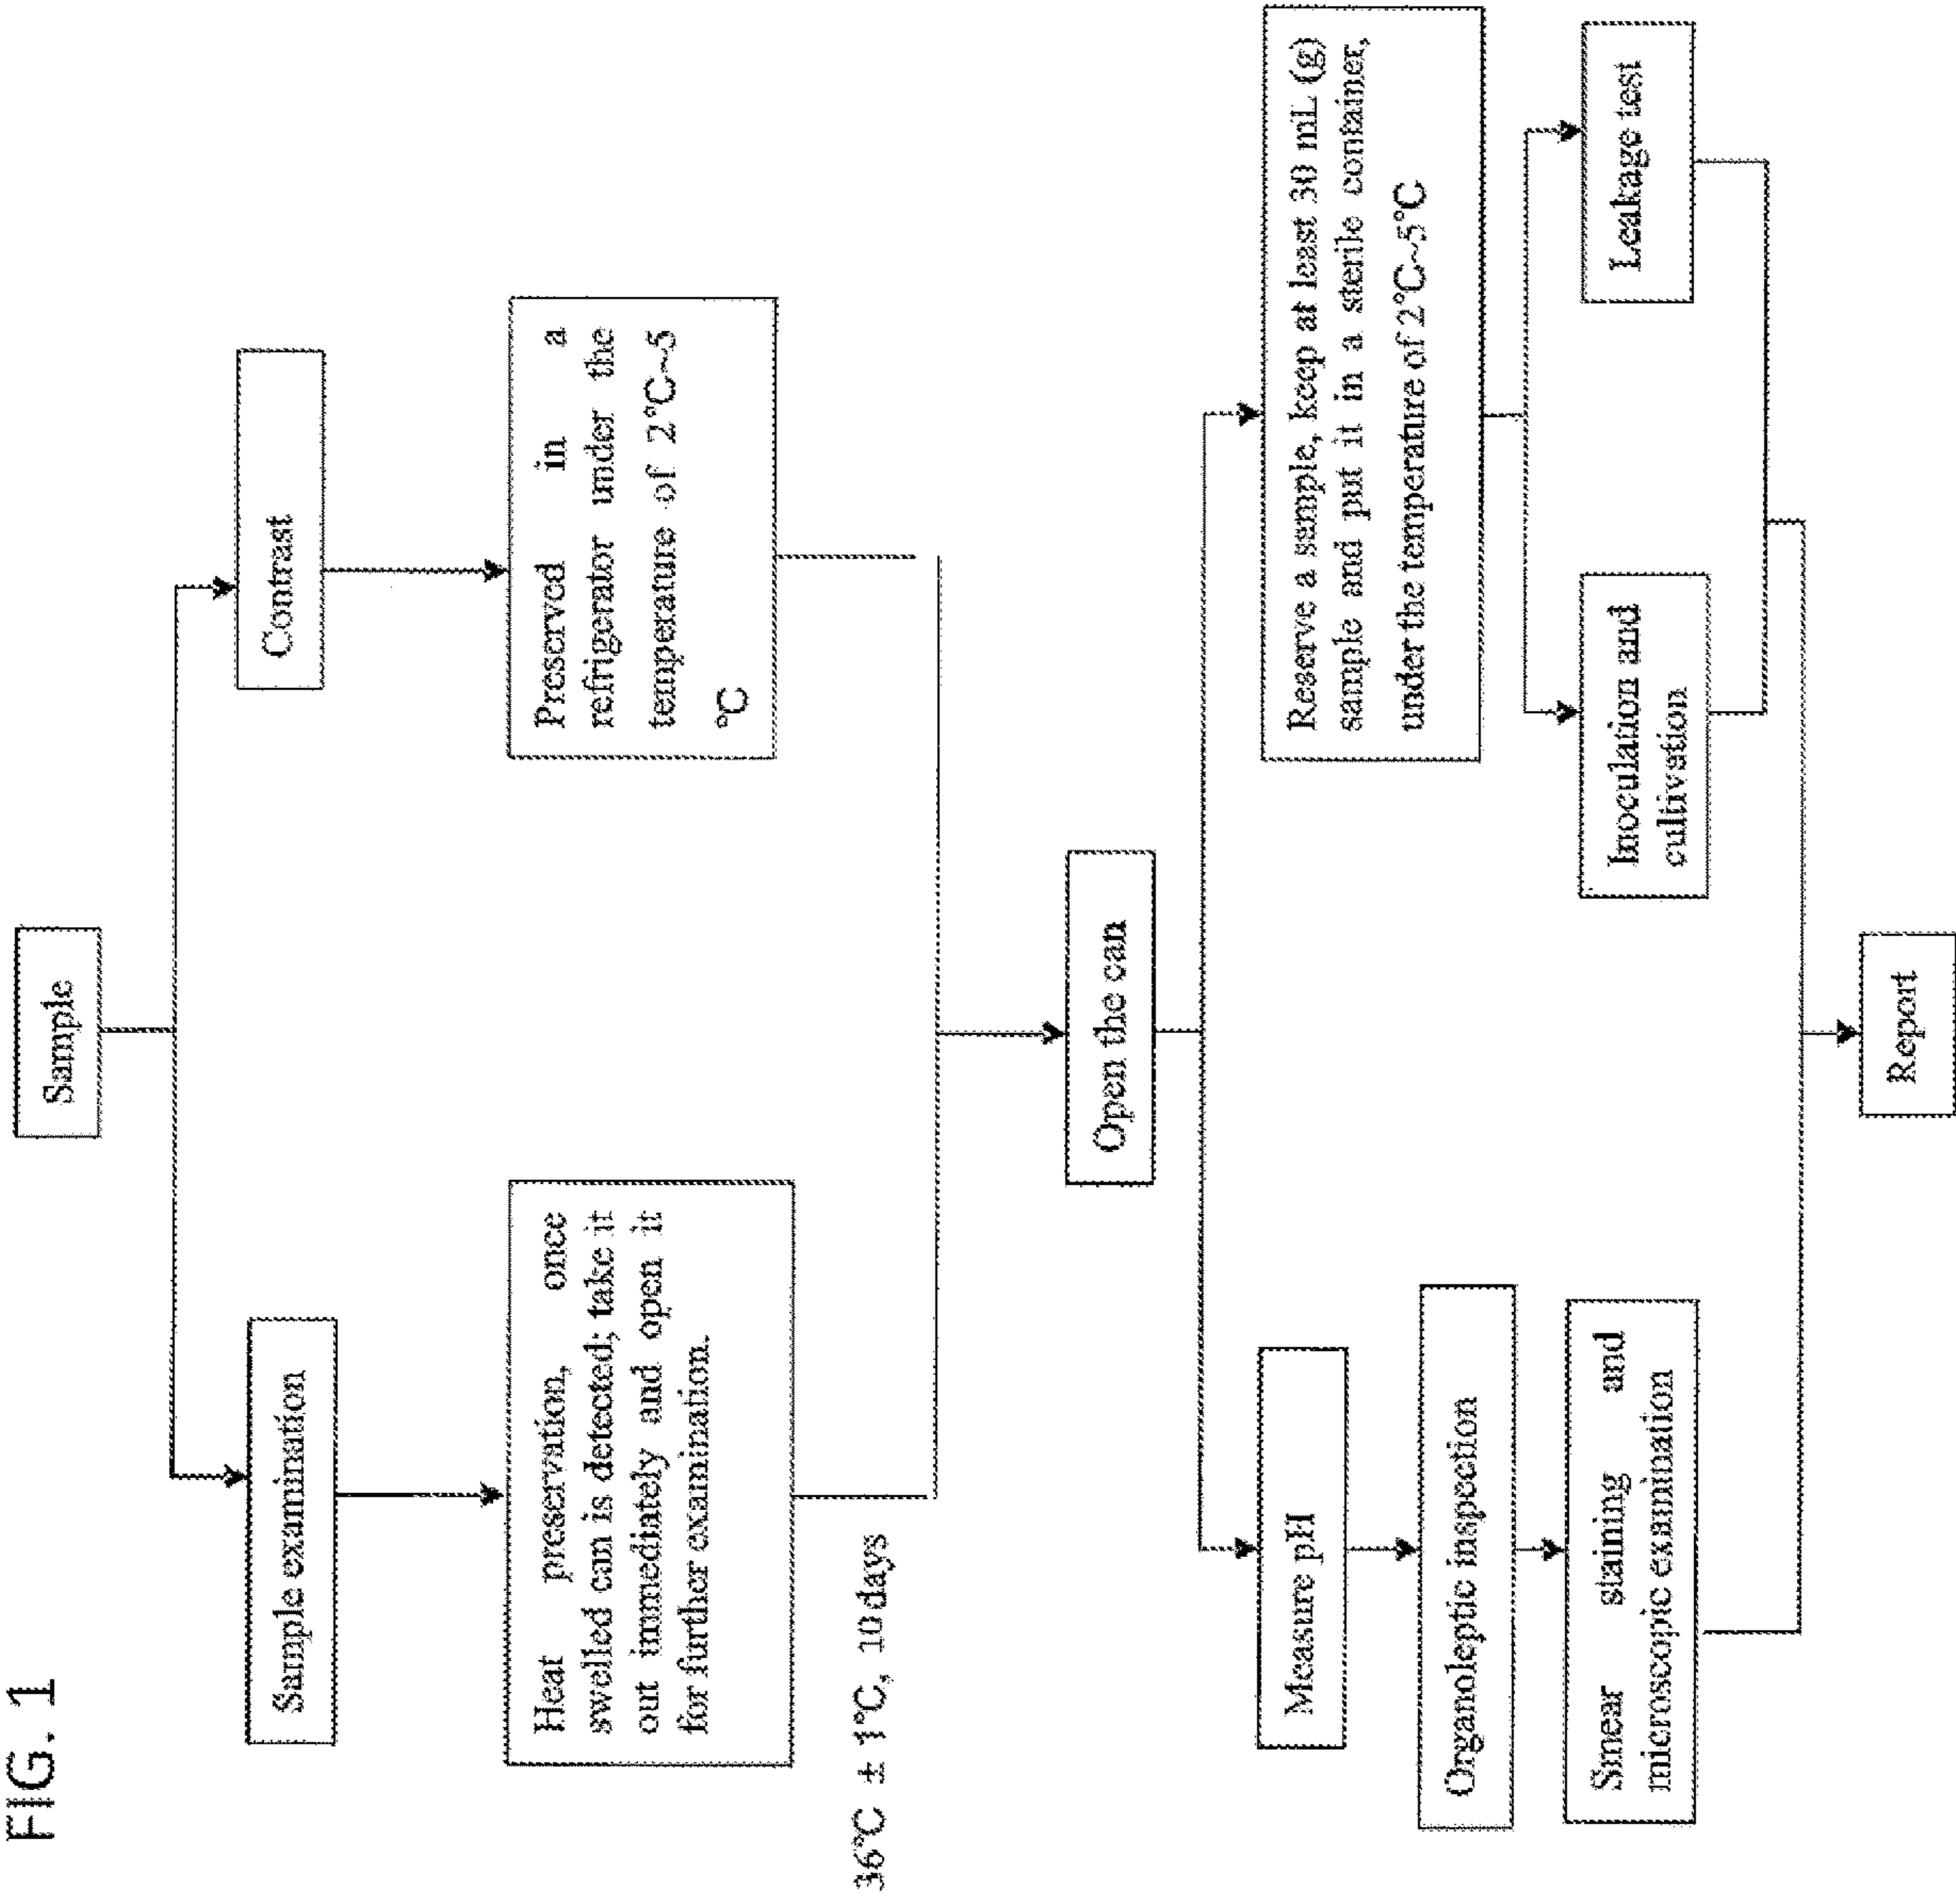 FIG. 1
Sample
Sample examination
Contrast
Heat preservation, once
swelled can is detected; take it
out immediately and open it
for further examination.
Preserved in a
refrigerator under the
temperature of 2°C~5
°C
36°C ± 1°C, 10 days
Open the can
Measure pH
Organoleptic inspection
Smear staining and
microscopic examination
Reserve a sample, keep at least 30 mL (g)
sample and put it in a sterile container,
under the temperature of 2°C~5°C
Inoculation and
cultivation
Leakage test
Report